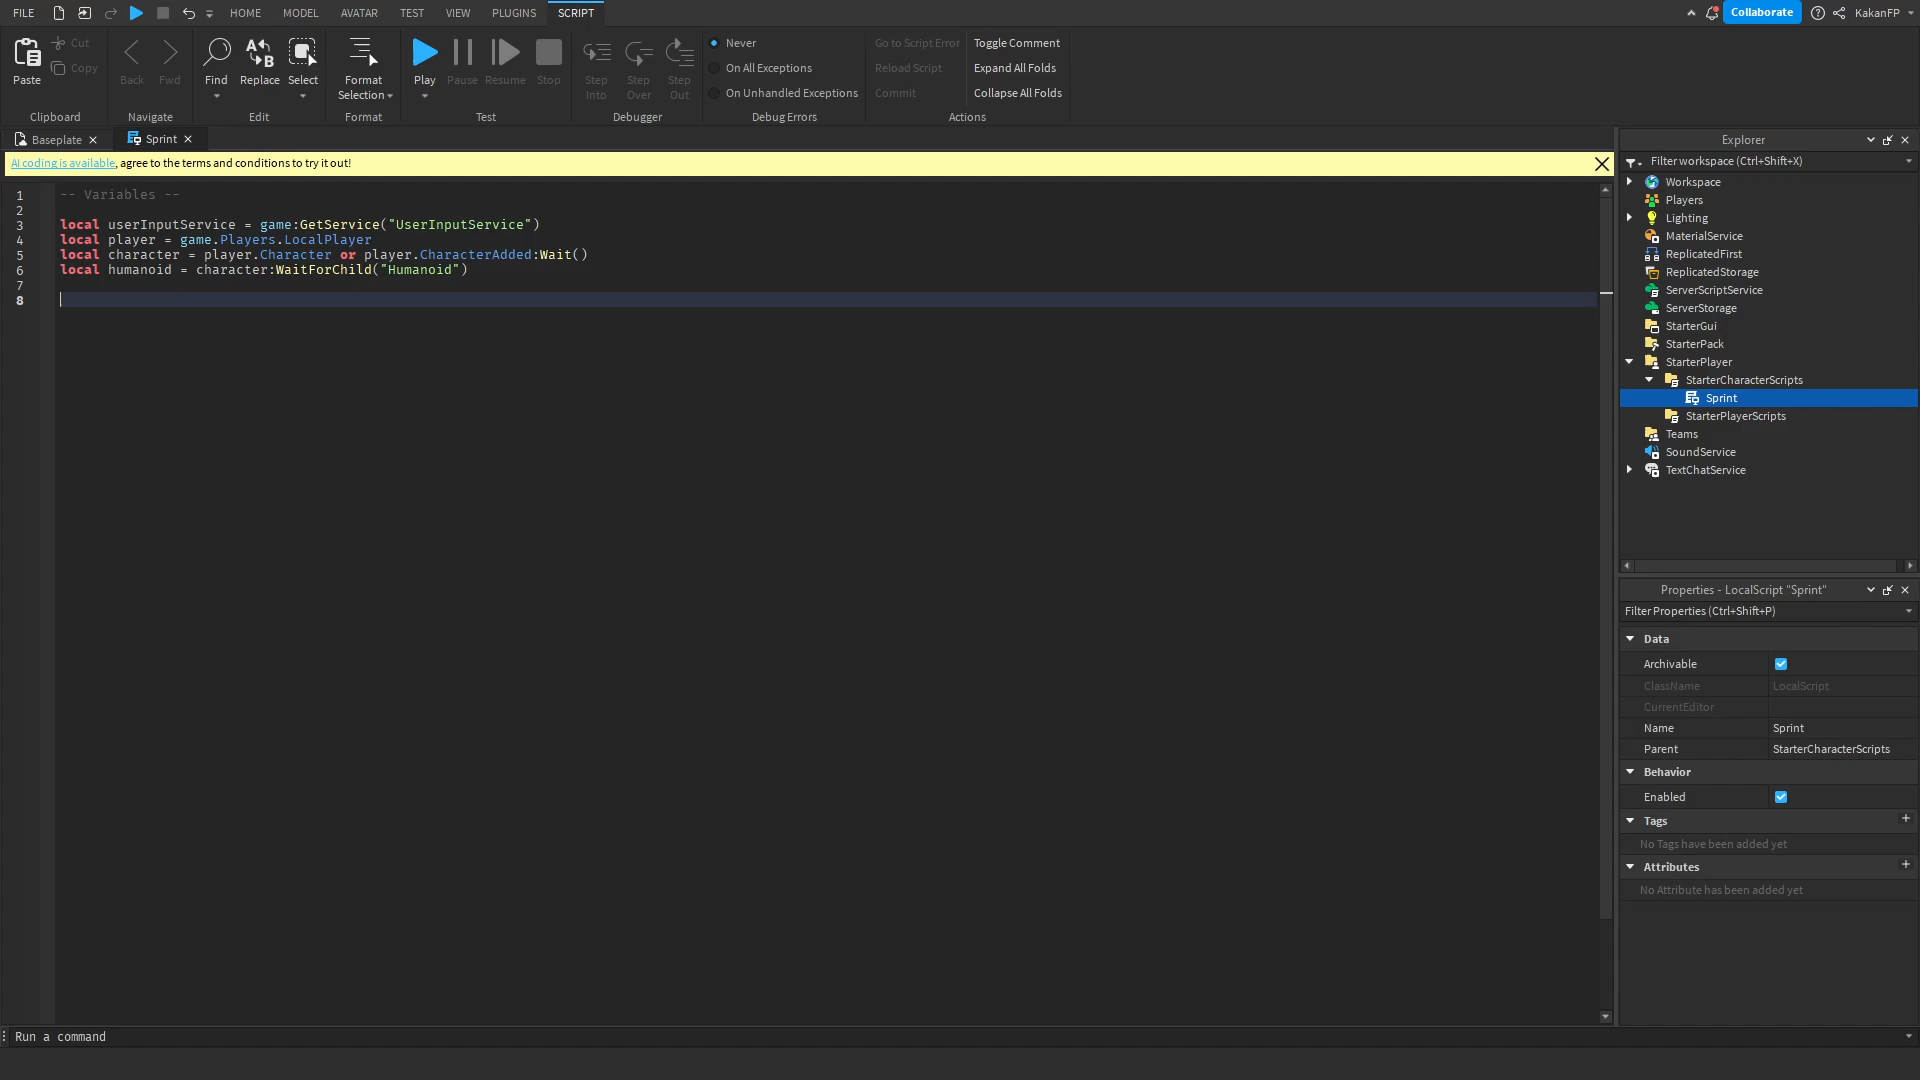 FILE HOME MODEL AVATAR TEST VIEW PLUGINS SCRIPT Collaborate KakanFP
Paste Cut Copy
Back Fwd
Find Replace Select
Format Selection
Play Pause Resume Stop
Step Into Step Over Step Out
Never
On All Exceptions
On Unhandled Exceptions
Go to Script Error
Reload Script
Commit
Toggle Comment
Expand All Folds
Collapse All Folds
Clipboard Navigate Edit Format Test Debugger Debug Errors Actions
Baseplate Sprint
AI coding is available, agree to the terms and conditions to try it out!
1 -- Variables --
2
3 local userInputService = game:GetService("UserInputService")
4 local player = game.Players.LocalPlayer
5 local character = player.Character or player.CharacterAdded:Wait()
6 local humanoid = character:WaitForChild("Humanoid")
7
8
Explorer
Filter workspace (Ctrl+Shift+X)
Workspace
Players
Lighting
MaterialService
ReplicatedFirst
ReplicatedStorage
ServerScriptService
ServerStorage
StarterGui
StarterPack
StarterPlayer
StarterCharacterScripts
Sprint
StarterPlayerScripts
Teams
SoundService
TextChatService
Properties - LocalScript "Sprint"
Filter Properties (Ctrl+Shift+P)
Data
Archivable
ClassName LocalScript
CurrentEditor
Name Sprint
Parent StarterCharacterScripts
Behavior
Enabled
Tags +
No Tags have been added yet
Attributes +
No Attribute has been added yet
Run a command